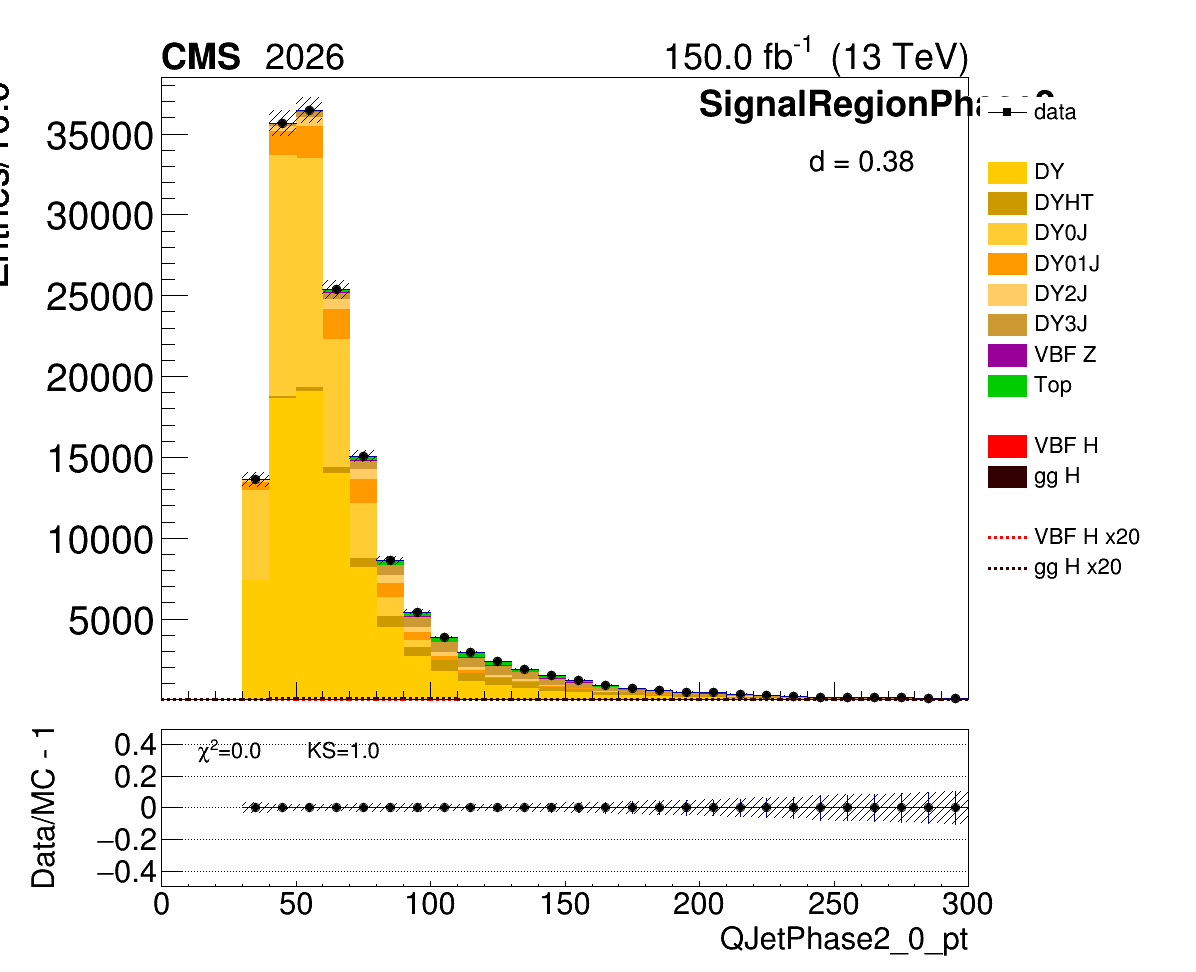 CMS 2026 150.0 fb-1 (13 TeV)
SignalRegionPhase2
d = 0.38
data
DY
DYHT
DY0J
DY01J
DY2J
DY3J
VBF Z
Top
VBF H
gg H
VBF H x20
gg H x20
35000
30000
25000
20000
15000
10000
5000
χ2=0.0 KS=1.0
Data/MC - 1
0.4
0.2
0
−0.2
−0.4
0 50 100 150 200 250 300
QJetPhase2_0_pt